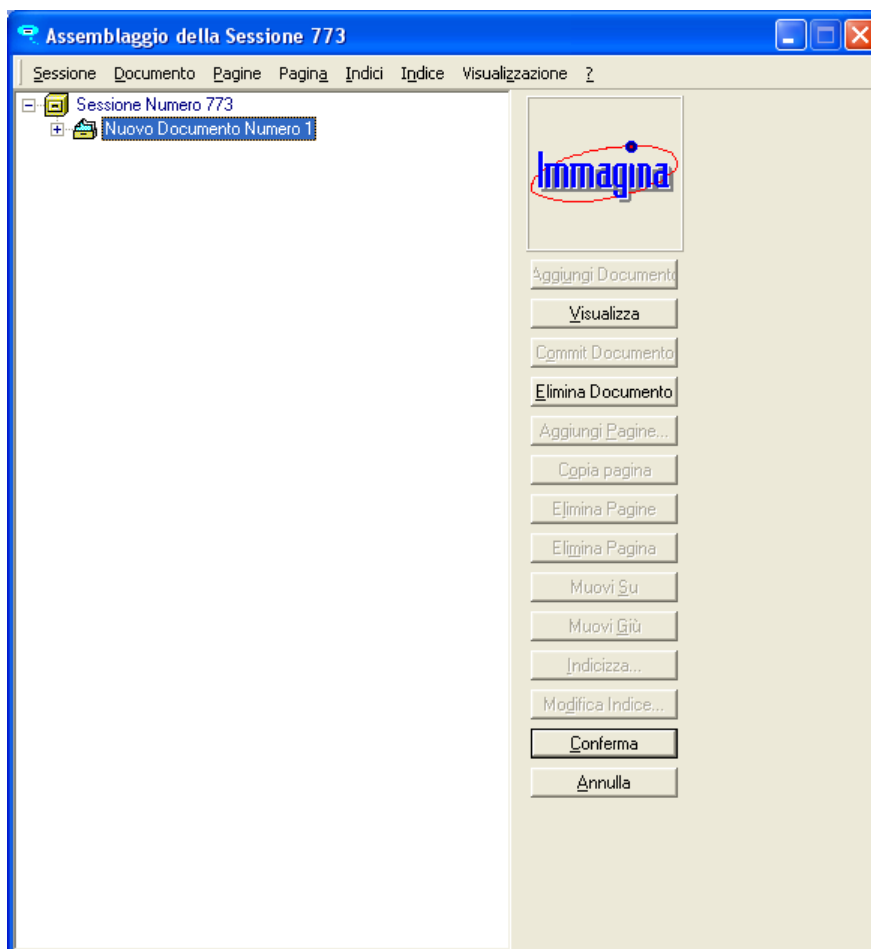 Assemblaggio della Sessione 773
Sessione Documento Pagine Pagina Indici Indice Visualizzazione ?
Sessione Numero 773
Nuovo Documento Numero 1
Immagina
Aggiungi Documento
Visualizza
Commit Documento
Elimina Documento
Aggiungi Pagine...
Copia pagina
Elimina Pagine
Elimina Pagina
Muovi Su
Muovi Giù
Indicizza...
Modifica Indice...
Conferma
Annulla